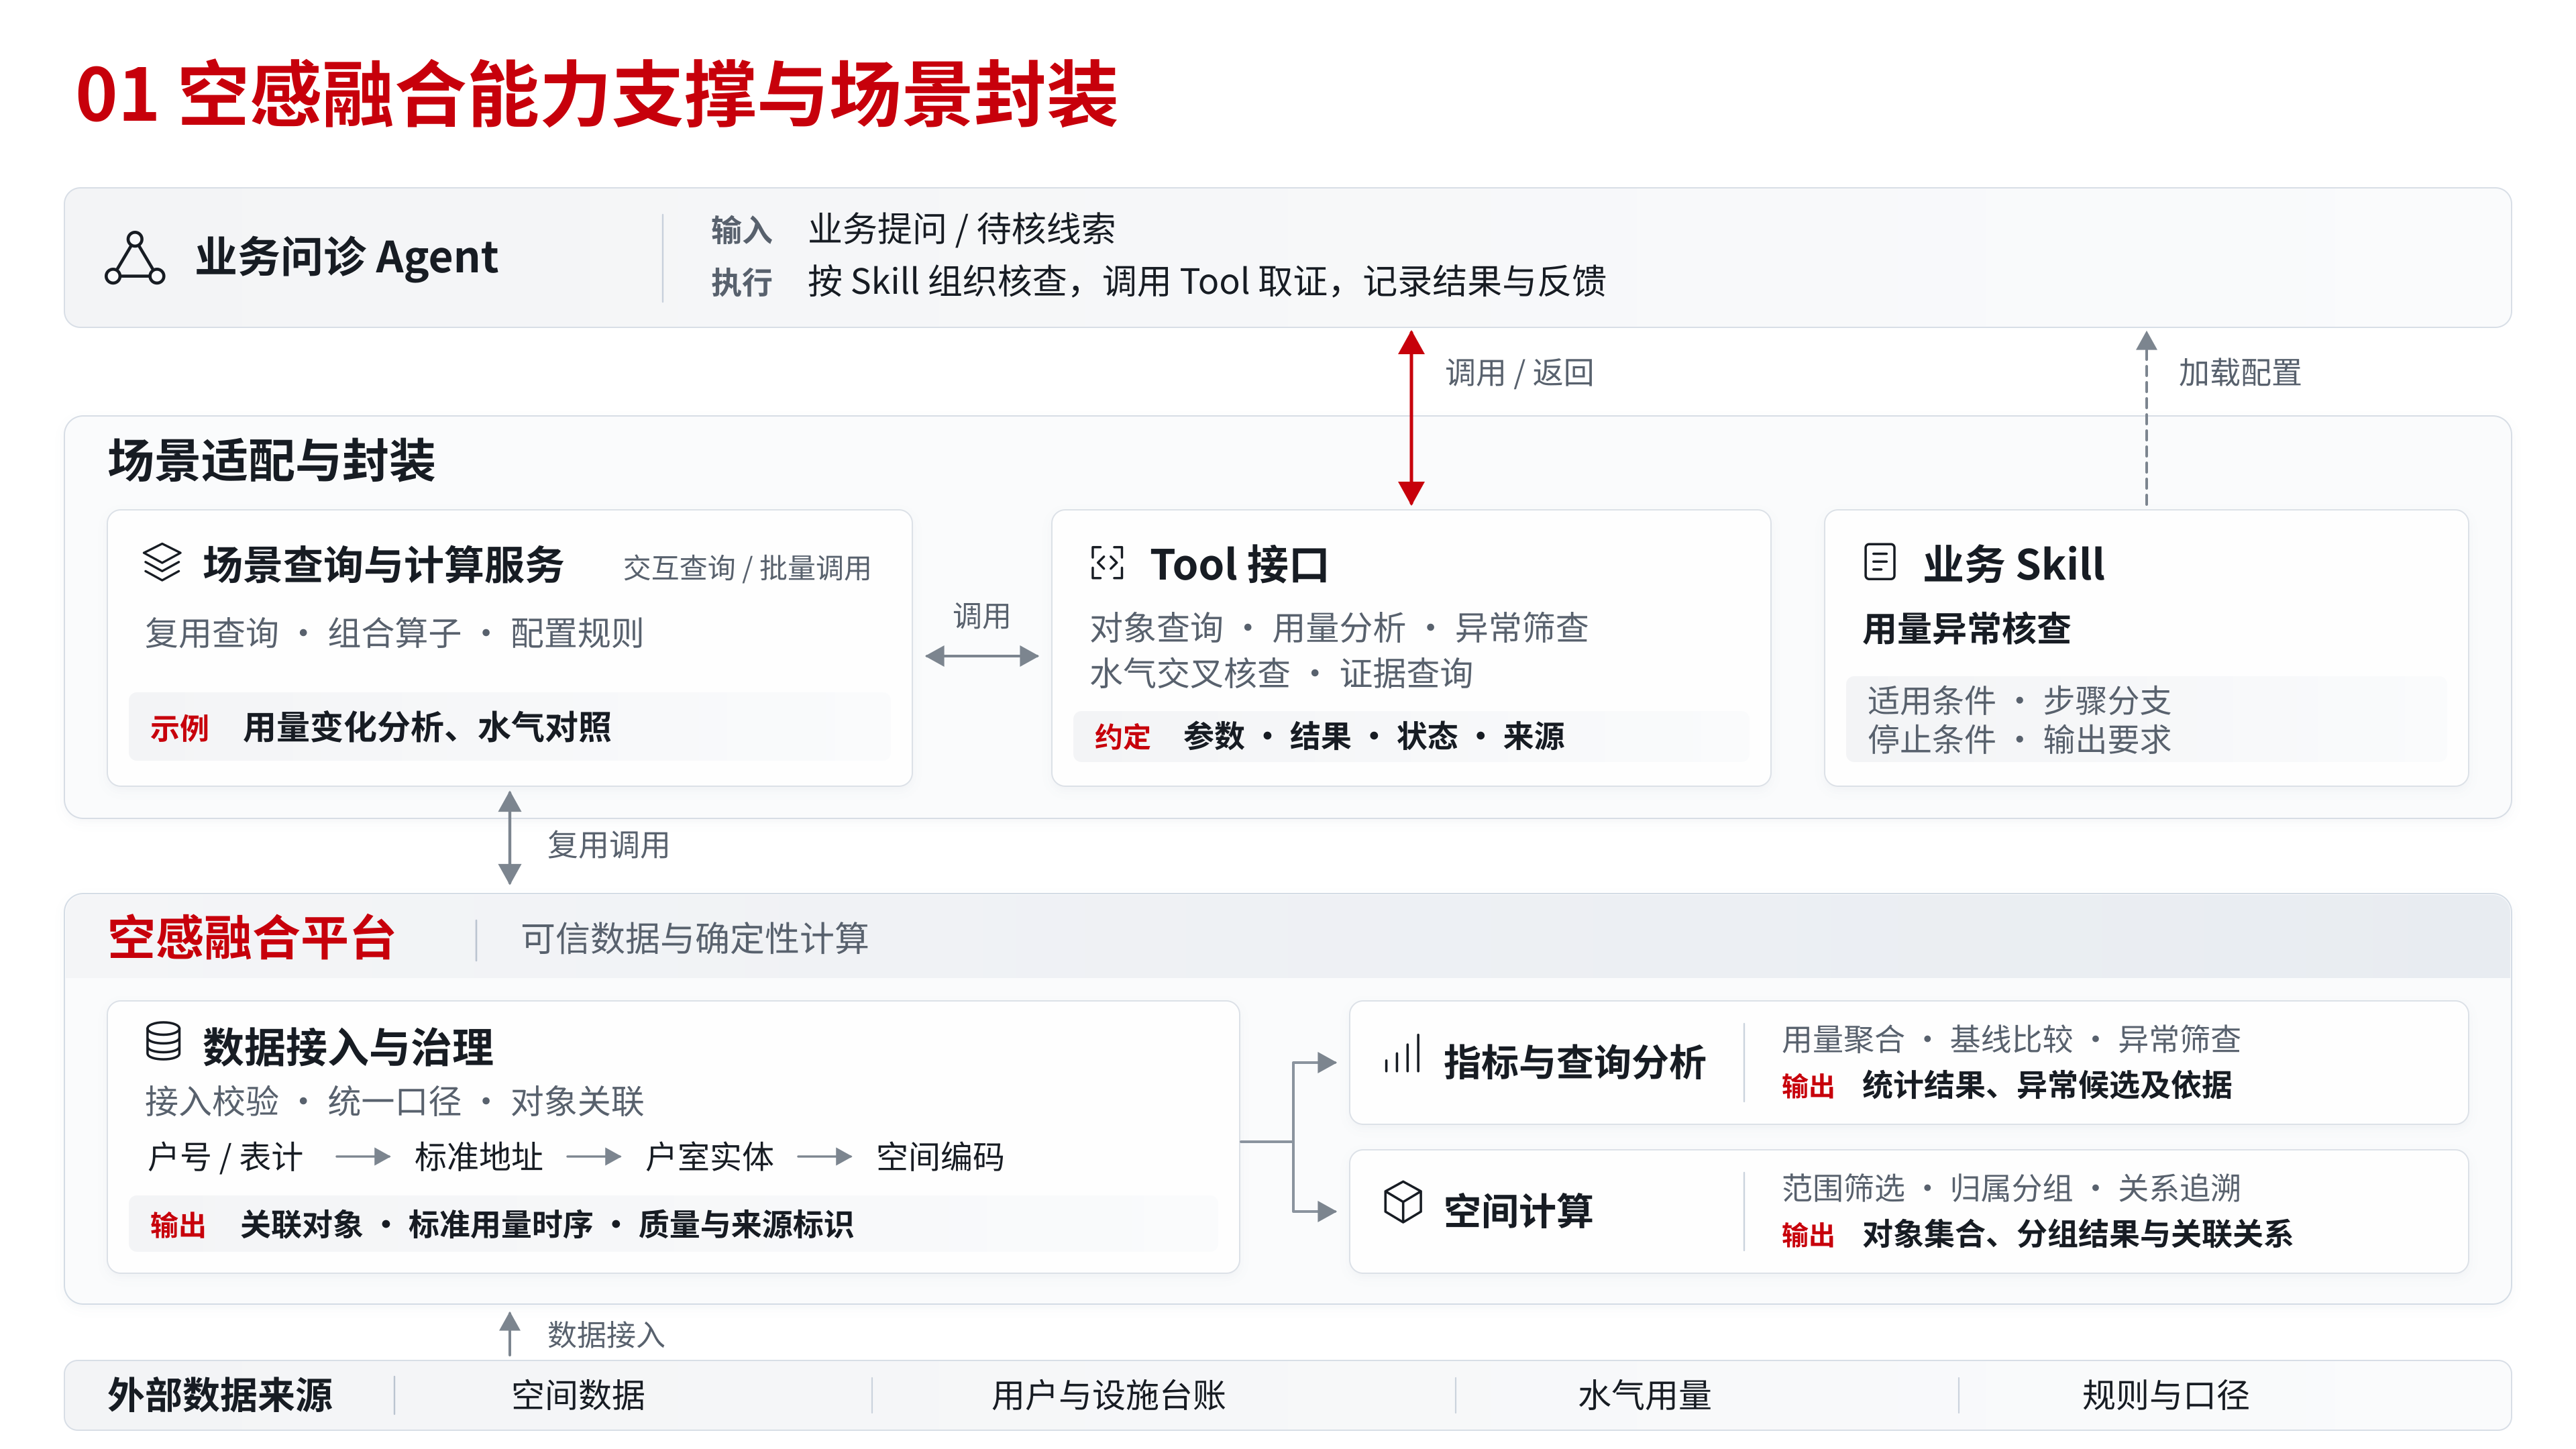 01 空感融合能力支撑与场景封装
业务问诊 Agent
输入 业务提问 / 待核线索
执行 按 Skill 组织核查，调用 Tool 取证，记录结果与反馈
调用 / 返回
加载配置
场景适配与封装
场景查询与计算服务 交互查询 / 批量调用
复用查询 • 组合算子 • 配置规则
示例 用量变化分析、水气对照
调用
Tool 接口
对象查询 • 用量分析 • 异常筛查
水气交叉核查 • 证据查询
约定 参数 • 结果 • 状态 • 来源
业务 Skill
用量异常核查
适用条件 • 步骤分支
停止条件 • 输出要求
复用调用
空感融合平台 可信数据与确定性计算
数据接入与治理
接入校验 • 统一口径 • 对象关联
户号 / 表计 → 标准地址 → 户室实体 → 空间编码
输出 关联对象 • 标准用量时序 • 质量与来源标识
指标与查询分析
用量聚合 • 基线比较 • 异常筛查
输出 统计结果、异常候选及依据
空间计算
范围筛选 • 归属分组 • 关系追溯
输出 对象集合、分组结果与关联关系
数据接入
外部数据来源 空间数据 用户与设施台账 水气用量 规则与口径